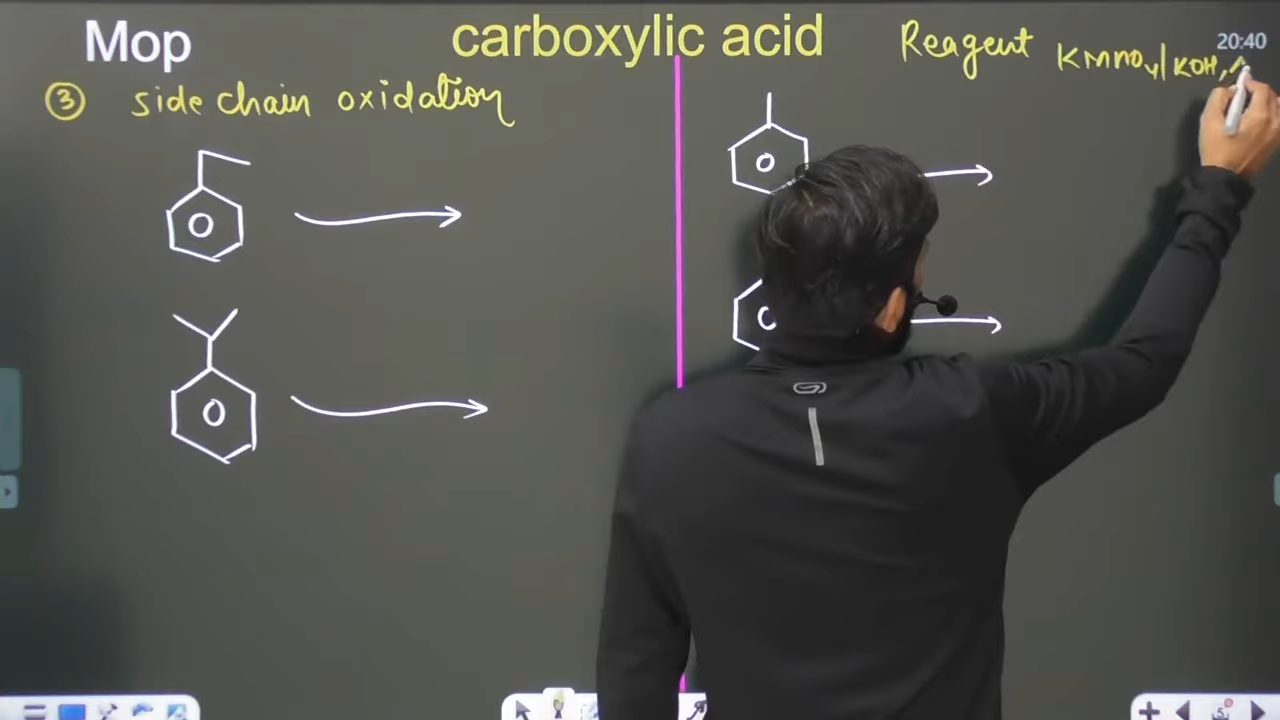 Mop
carboxylic acid
Reagent KMnO4/KOH, Δ
20:40
③ side chain oxidation